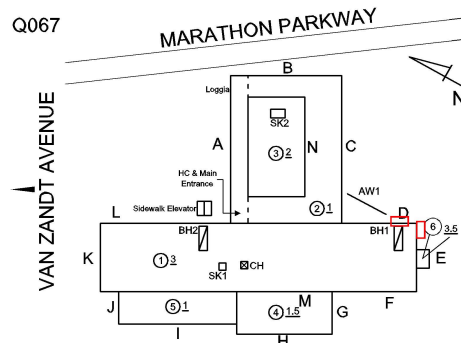 Q067
MARATHON PARKWAY
VAN ZANDT AVENUE
N
B
Loggia
SK2
A
3 2
N
C
HC & Main
Entrance
AW1
2 1
L
Sidewalk Elevator
D
BH2
BH1
6 3.5
K
1 3
SK1
CH
E
M
F
J
5 1
4 1.5
G
I
H